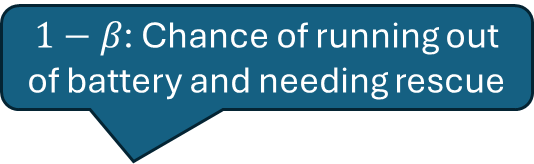 1 − β: Chance of running out
of battery and needing rescue